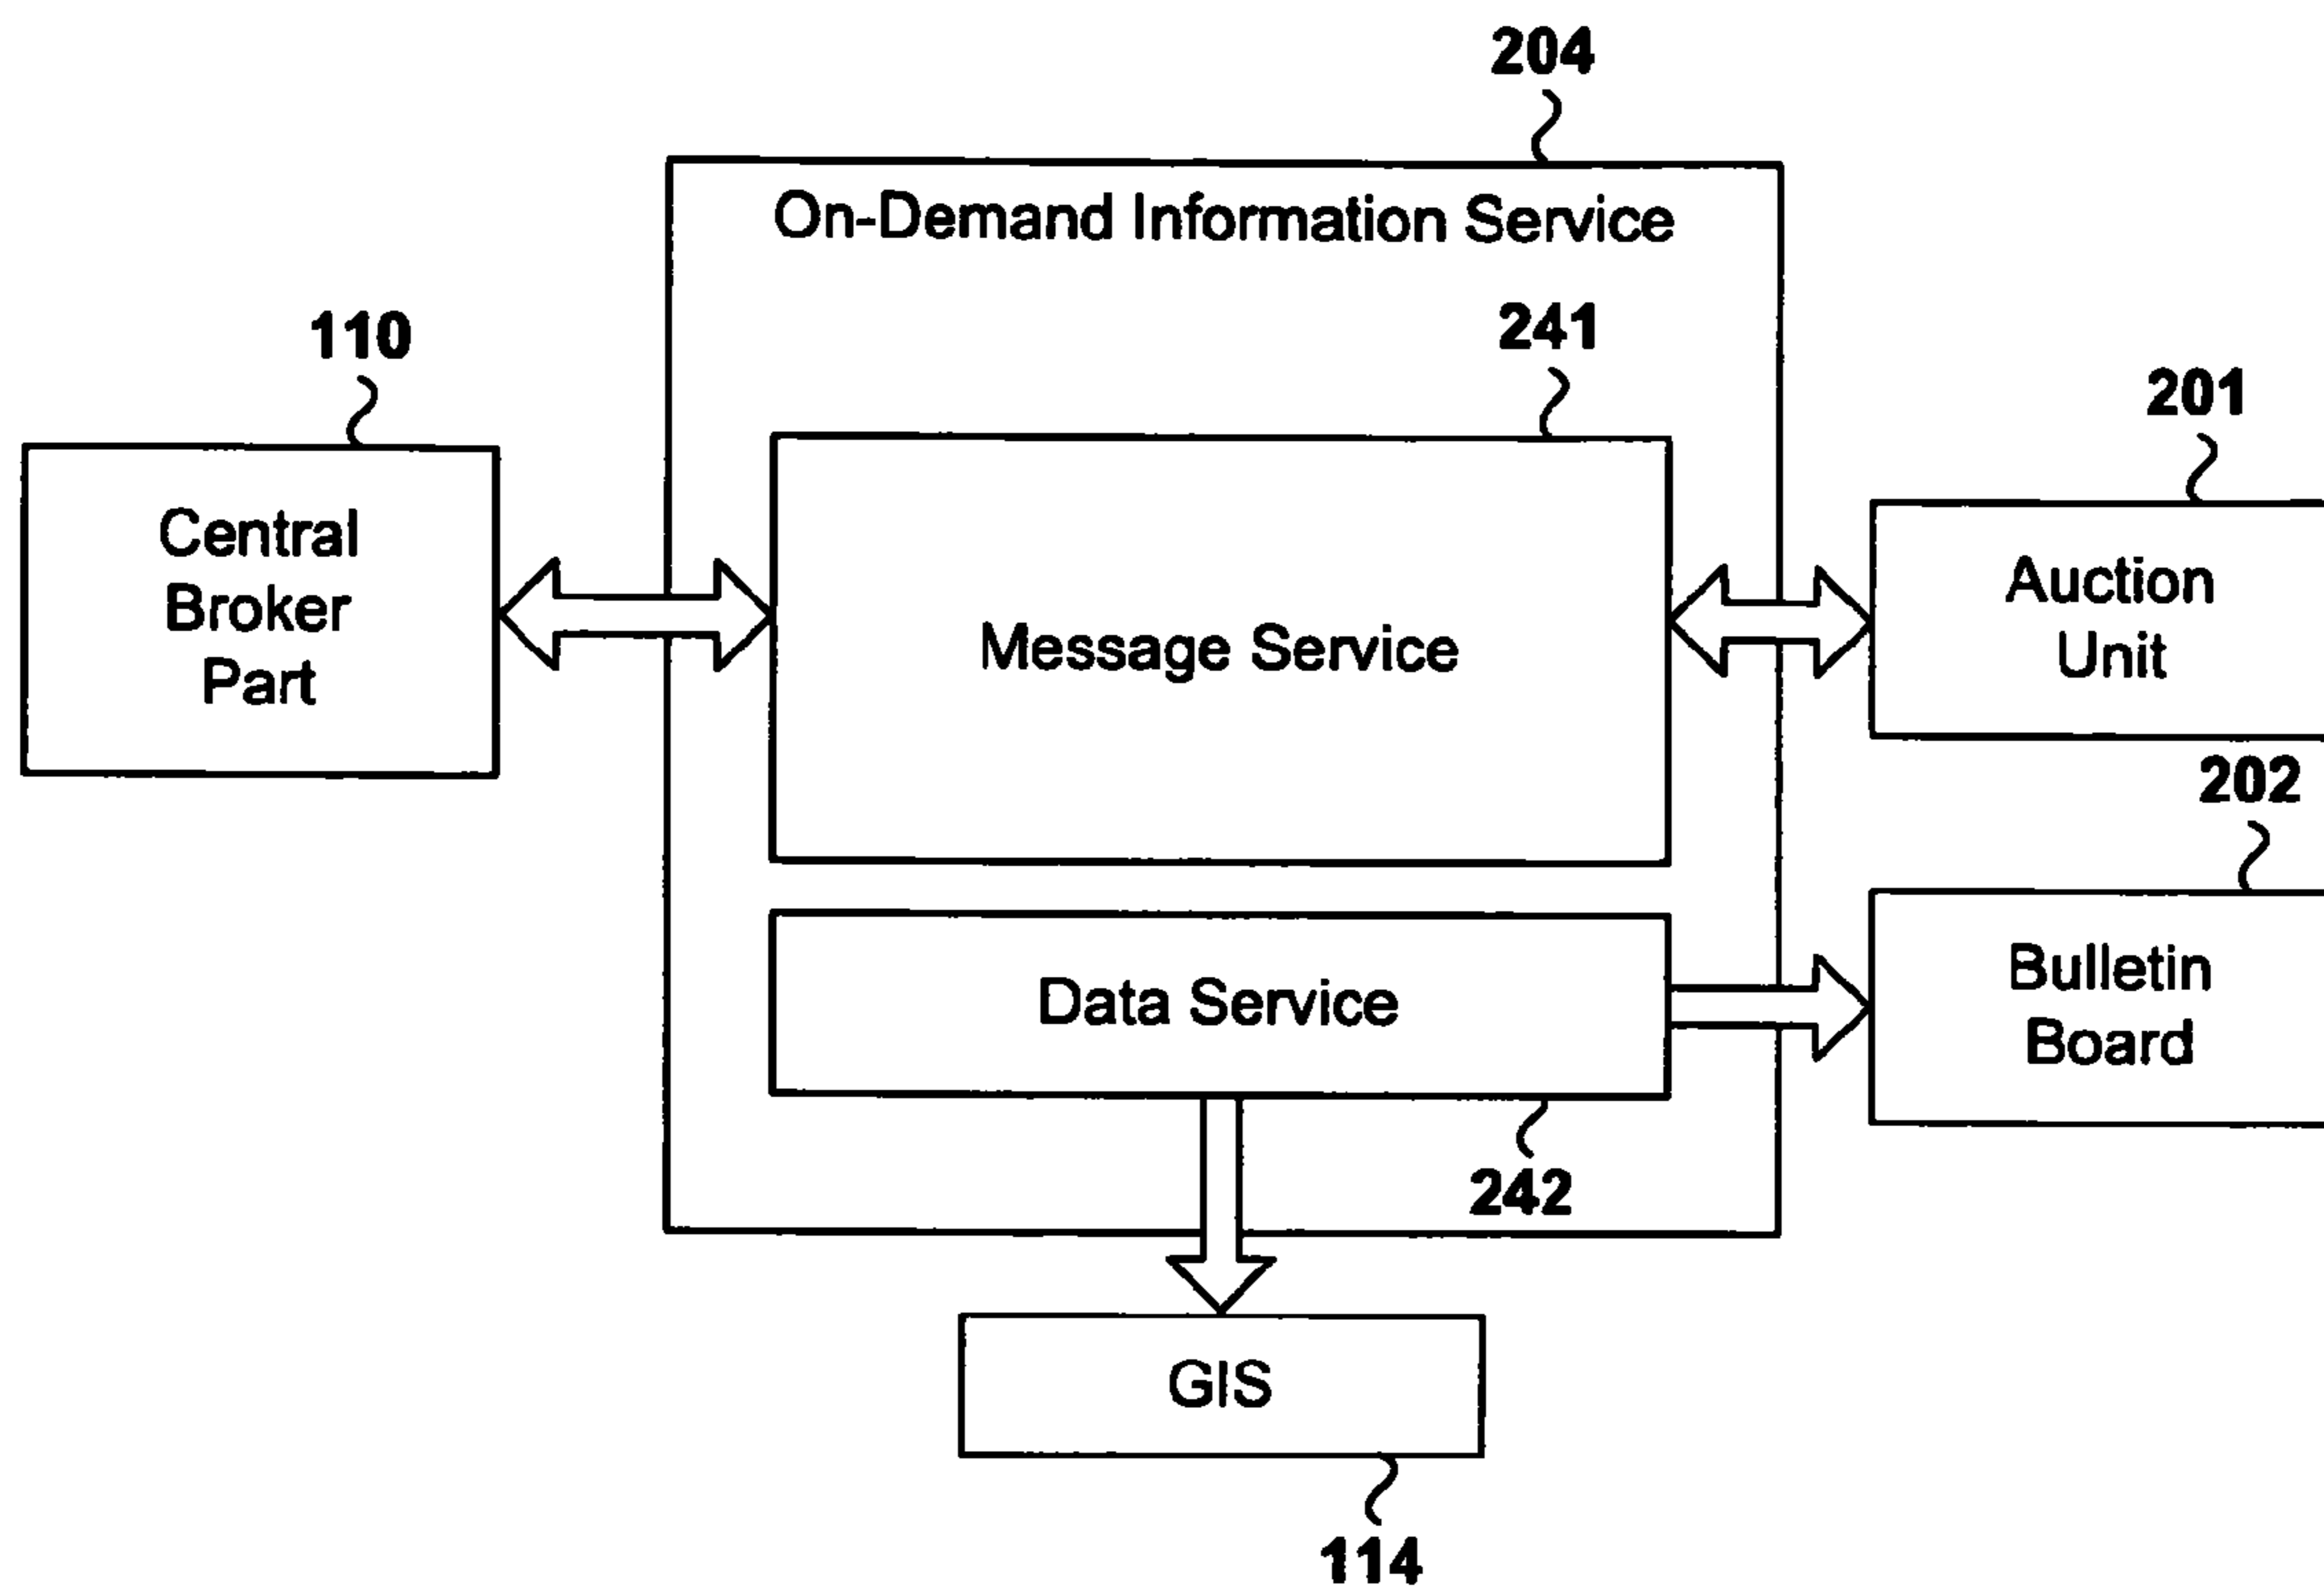 204
On-Demand Information Service
110
241
201
Central
Broker
Part
Message Service
Auction
Unit
202
Data Service
Bulletin
Board
242
GIS
114